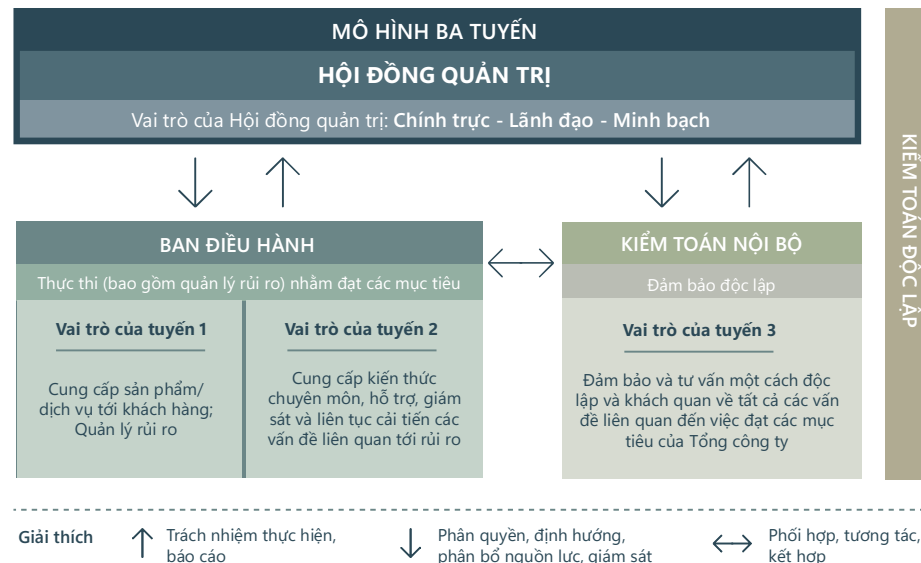 MÔ HÌNH BA TUYẾN
HỘI ĐỒNG QUẢN TRỊ
Vai trò của Hội đồng quản trị: Chính trực - Lãnh đạo - Minh bạch
BAN ĐIỀU HÀNH
Thực thi (bao gồm quản lý rủi ro) nhằm đạt các mục tiêu
Vai trò của tuyến 1
Cung cấp sản phẩm/
dịch vụ tới khách hàng;
Quản lý rủi ro
Vai trò của tuyến 2
Cung cấp kiến thức
chuyên môn, hỗ trợ, giám
sát và liên tục cải tiến các
vấn đề liên quan tới rủi ro
KIỂM TOÁN NỘI BỘ
Đảm bảo độc lập
Vai trò của tuyến 3
Đảm bảo và tư vấn một cách độc
lập và khách quan về tất cả các vấn
đề liên quan đến việc đạt các mục
tiêu của Tổng công ty
KIỂM TOÁN ĐỘC LẬP
Giải thích
Trách nhiệm thực hiện,
báo cáo
Phân quyền, định hướng,
phân bổ nguồn lực, giám sát
Phối hợp, tương tác,
kết hợp